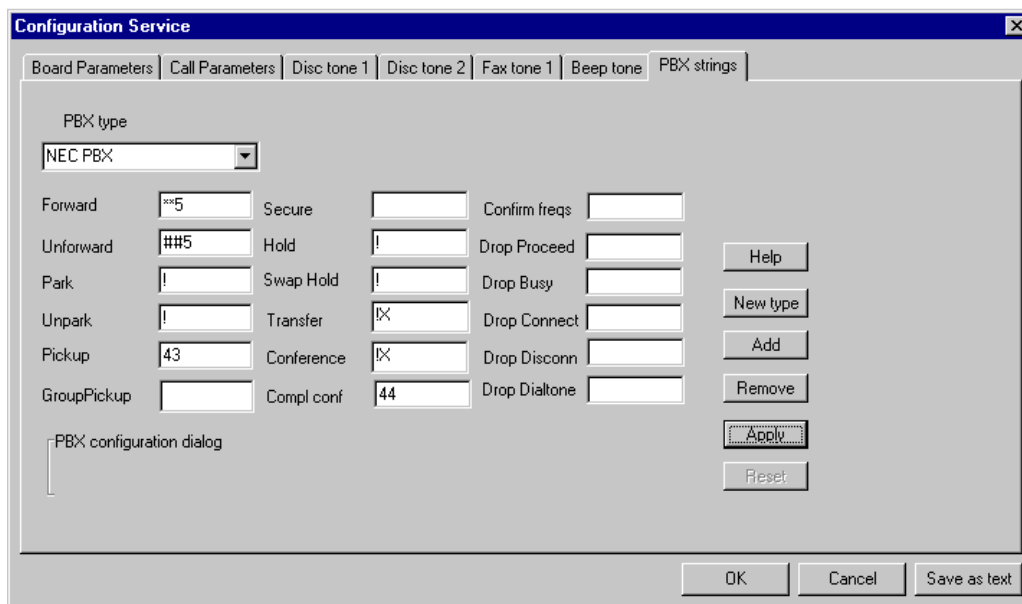 Configuration Service
Board Parameters Call Parameters Disc tone 1 Disc tone 2 Fax tone 1 Beep tone PBX strings
PBX type
NEC PBX
Forward **5 Secure Confirm freqs
Unforward ##5 Hold ! Drop Proceed
Park ! Swap Hold ! Drop Busy
Unpark ! Transfer !X Drop Connect
Pickup 43 Conference !X Drop Disconn
GroupPickup Compl conf 44 Drop Dialtone
Help
New type
Add
Remove
Apply
Reset
PBX configuration dialog
OK Cancel Save as text